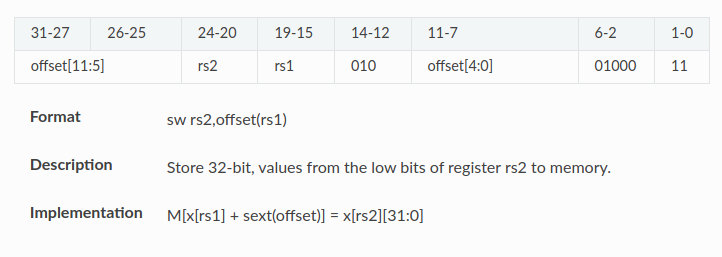 31-27 26-25 24-20 19-15 14-12 11-7 6-2 1-0
offset[11:5] rs2 rs1 010 offset[4:0] 01000 11
Format sw rs2,offset(rs1)
Description Store 32-bit, values from the low bits of register rs2 to memory.
Implementation M[x[rs1] + sext(offset)] = x[rs2][31:0]